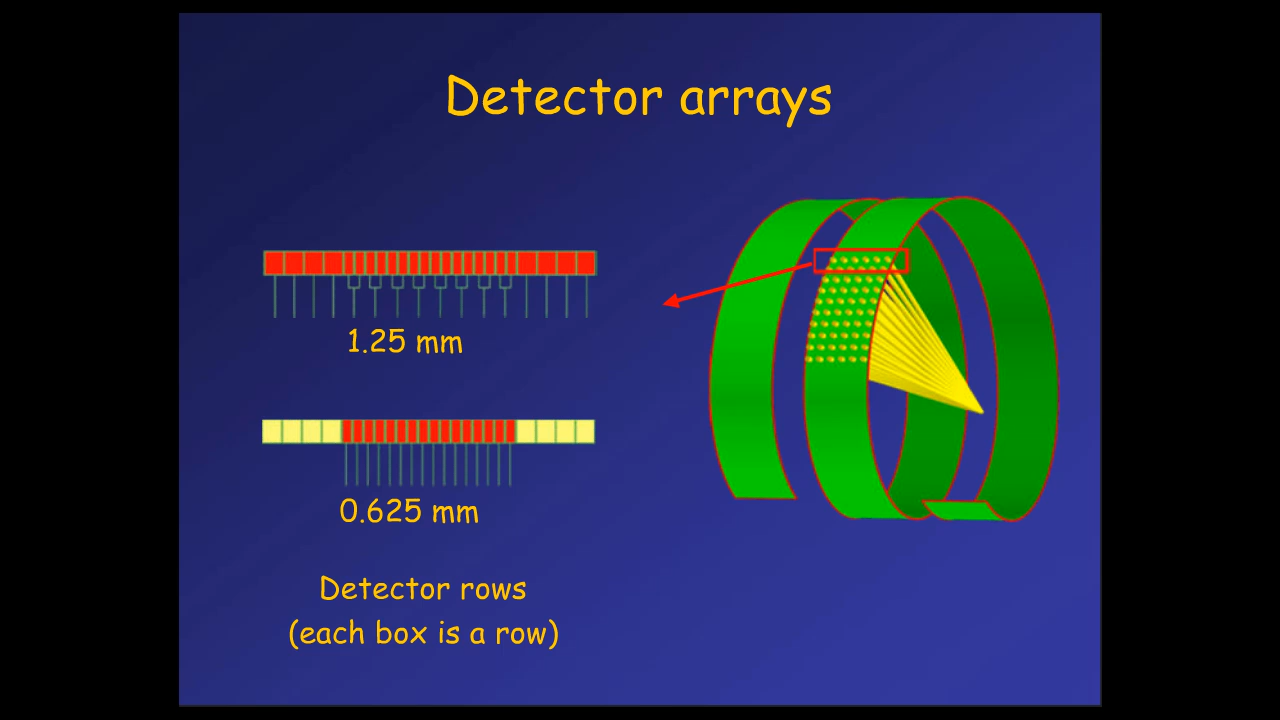 Detector arrays
1.25 mm
0.625 mm
Detector rows
(each box is a row)